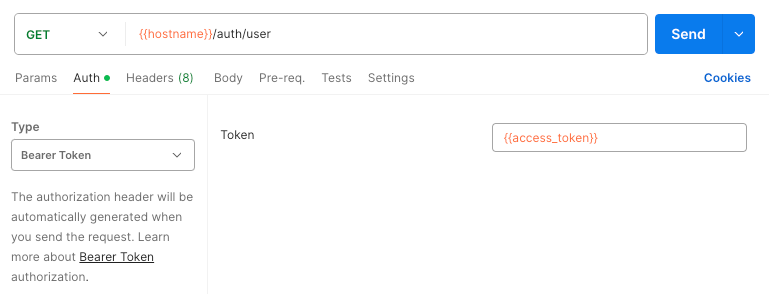 GET {{hostname}}/auth/user Send
Params Auth Headers (8) Body Pre-req. Tests Settings Cookies
Type
Bearer Token
The authorization header will be
automatically generated when
you send the request. Learn
more about Bearer Token
authorization.
Token {{access_token}}